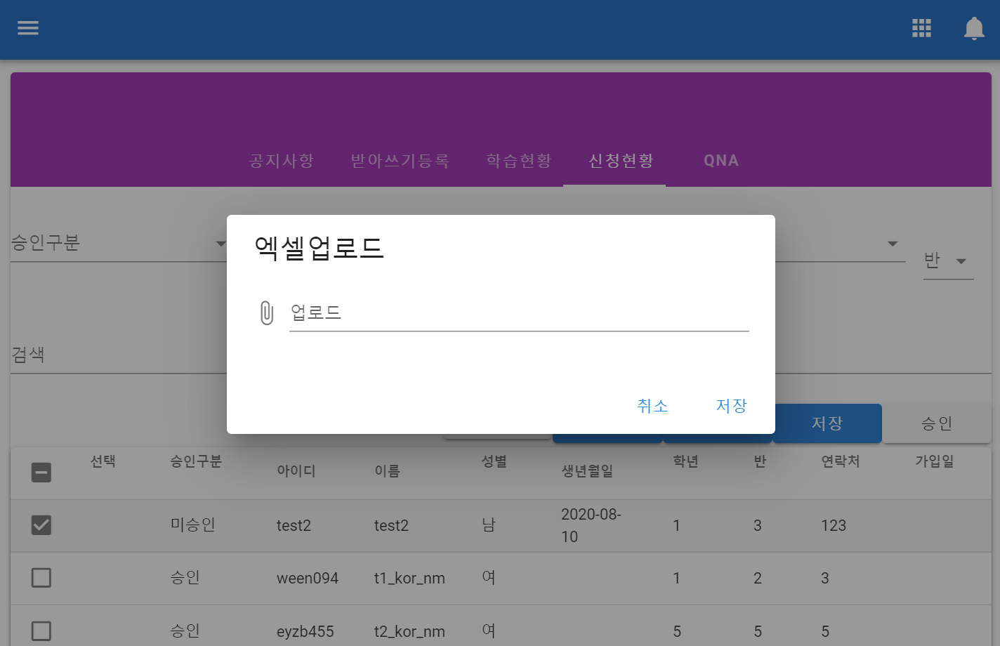 공지사항 받아쓰기등록 학습현황 신청현황 QNA
승인구분
반
엑셀업로드
업로드
검색
취소 저장
저장 승인
선택 승인구분 아이디 이름 성별 생년월일 학년 반 연락처 가입일
미승인 test2 test2 남 2020-08-
10 1 3 123
승인 ween094 t1_kor_nm 여 1 2 3
승인 eyzb455 t2_kor_nm 여 5 5 5